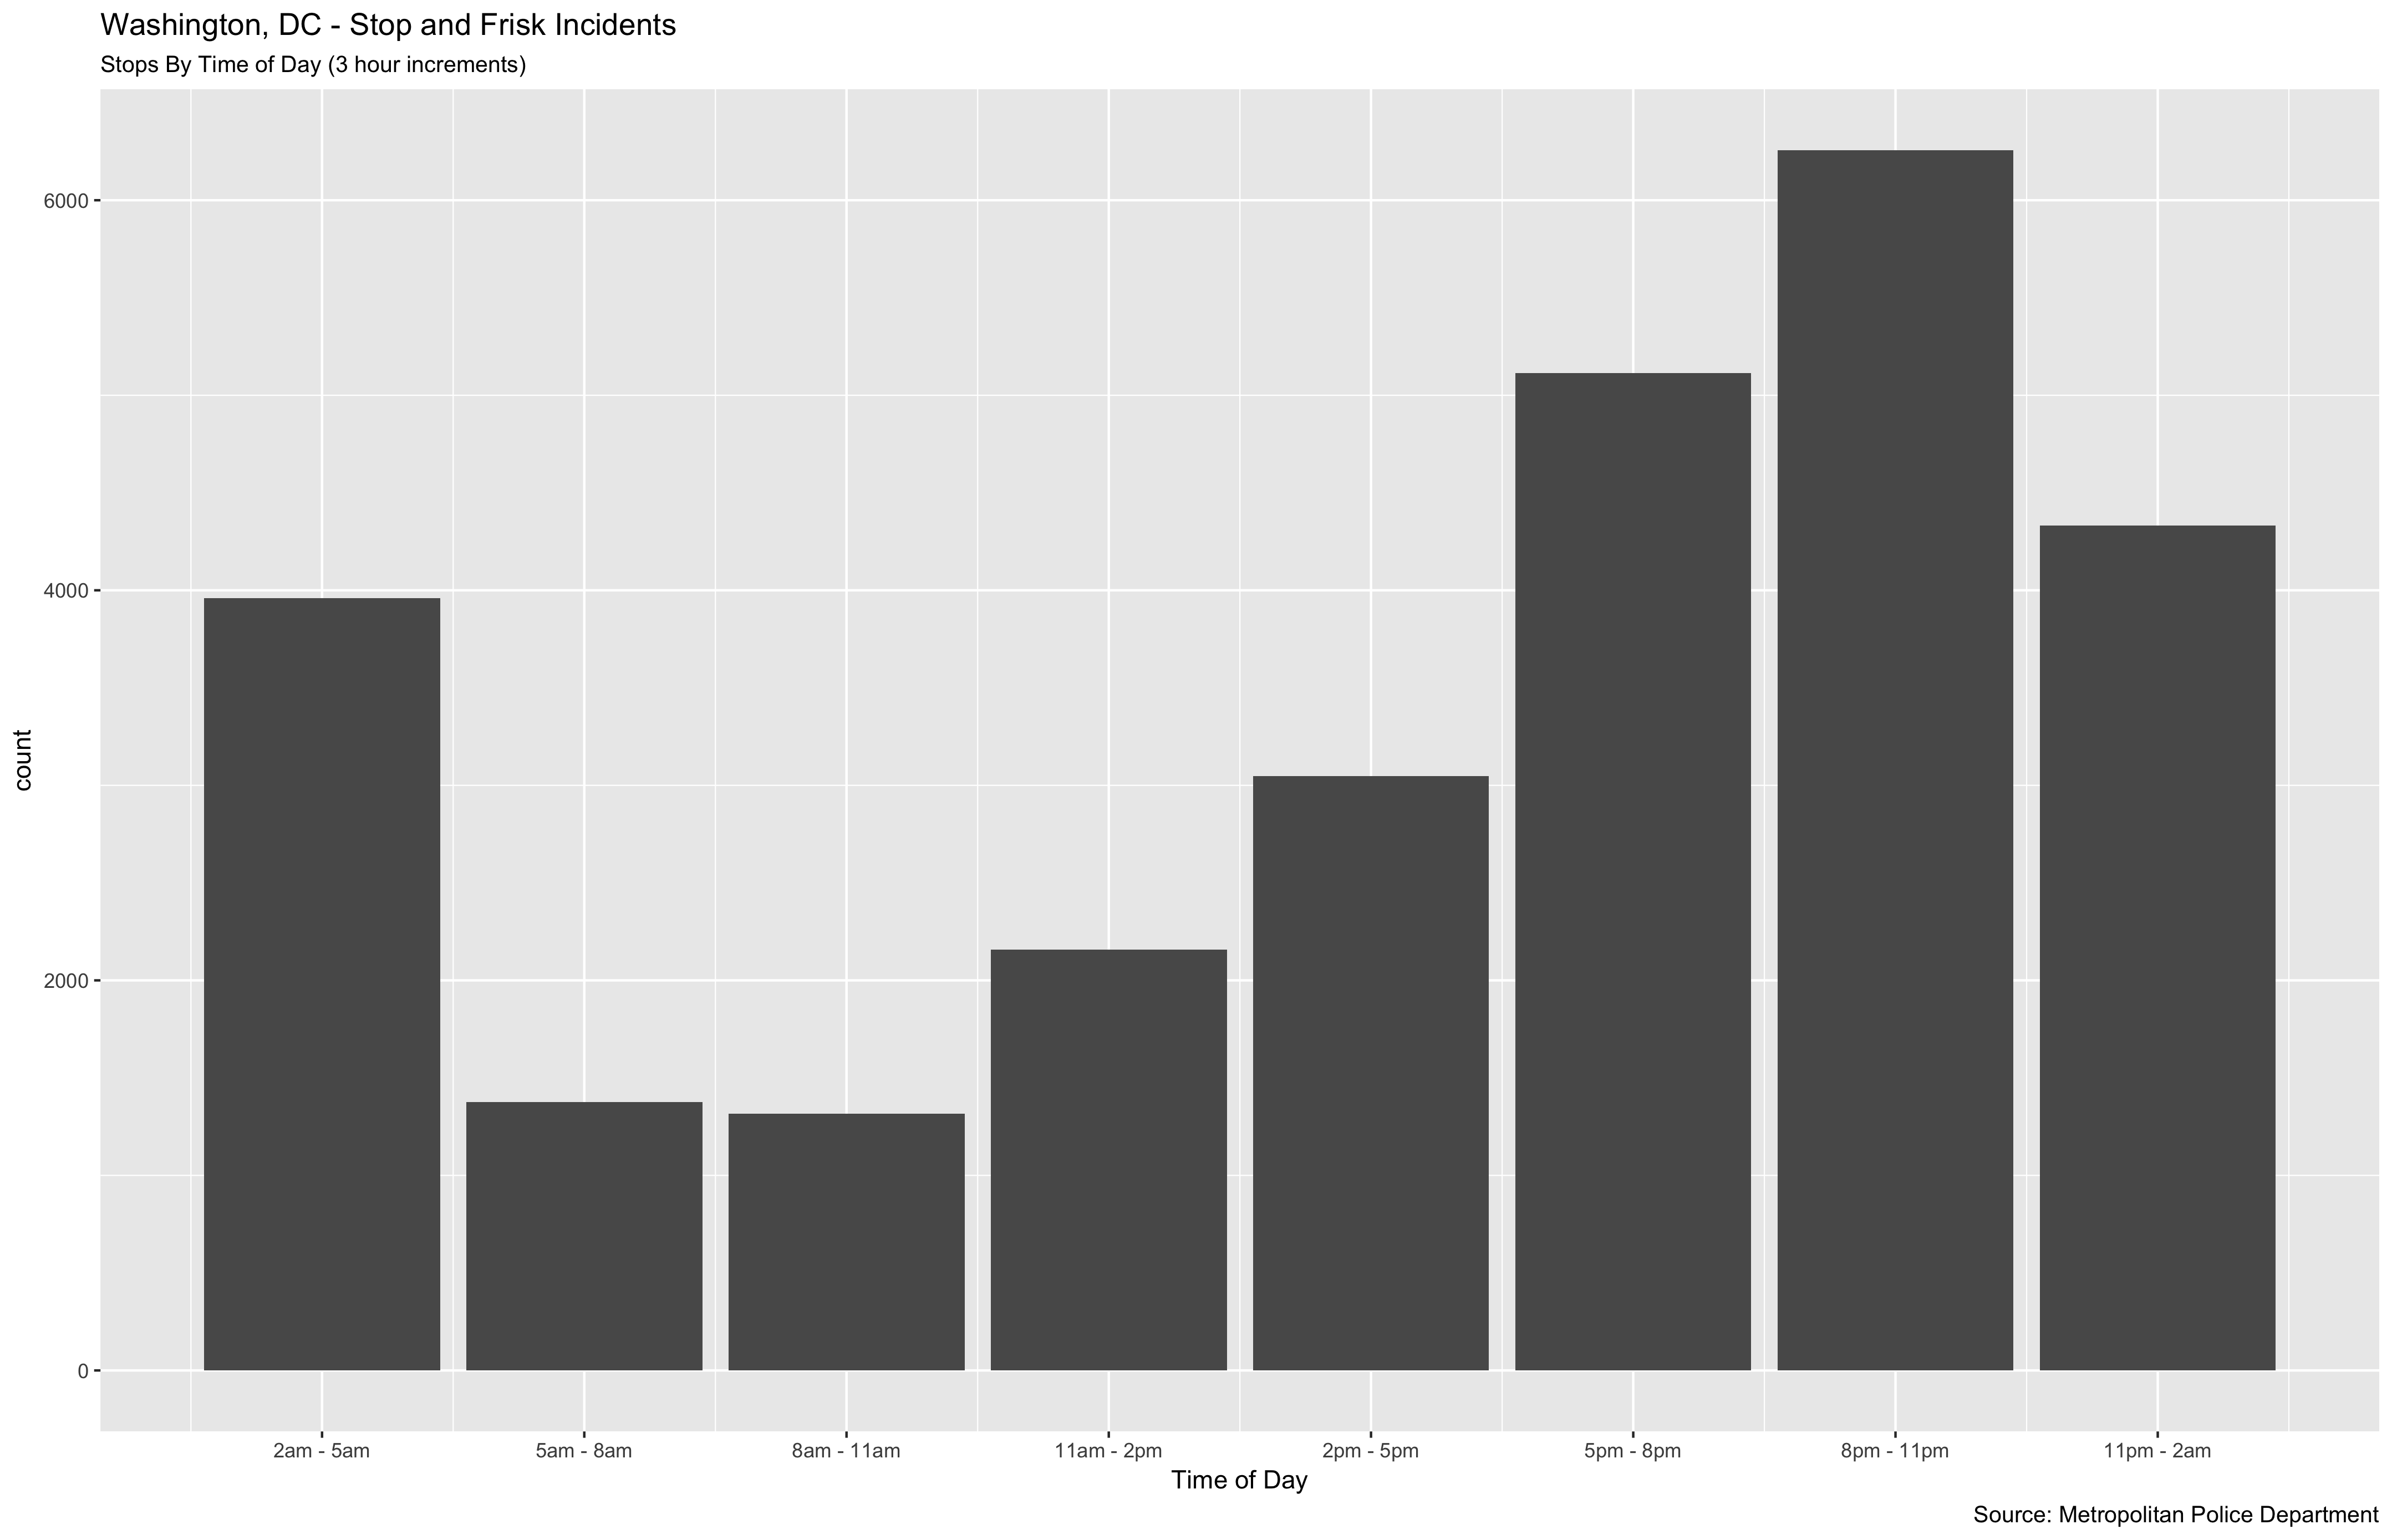 Washington, DC - Stop and Frisk Incidents
Stops By Time of Day (3 hour increments)
6000
4000
2000
0
count
2am - 5am
5am - 8am
8am - 11am
11am - 2pm
2pm - 5pm
5pm - 8pm
8pm - 11pm
11pm - 2am
Time of Day
Source: Metropolitan Police Department